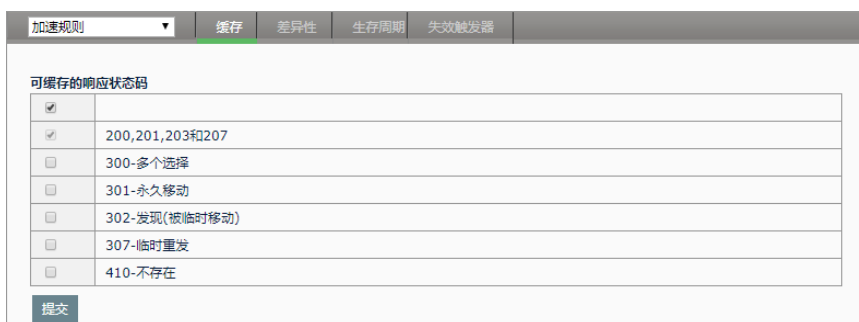 加速规则 缓存 差异性 生存周期 失效触发器
可缓存的响应状态码
200,201,203和207
300-多个选择
301-永久移动
302-发现(被临时移动)
307-临时重发
410-不存在
提交